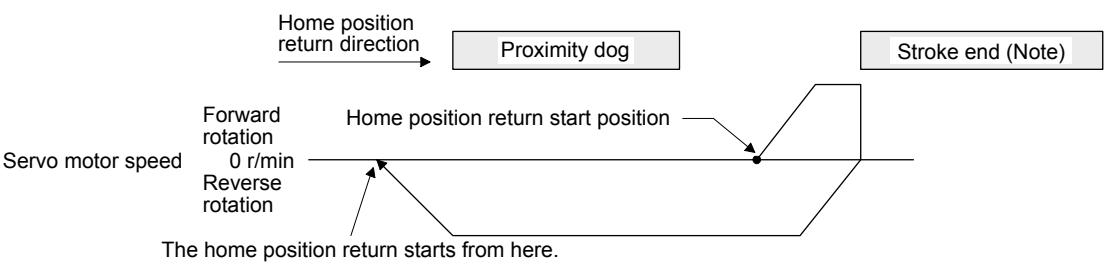 Home position
return direction
Proximity dog
Stroke end (Note)
Forward
rotation
Home position return start position
Servo motor speed
0 r/min
Reverse
rotation
The home position return starts from here.